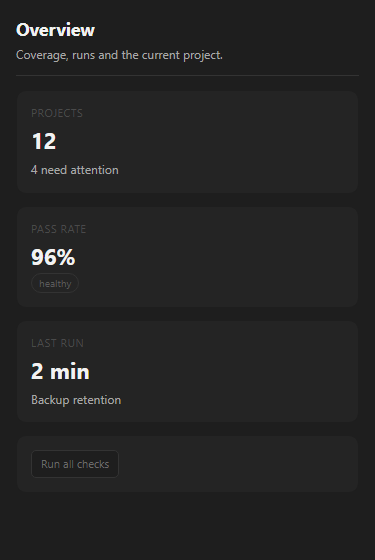 Overview
Coverage, runs and the current project.
PROJECTS
12
4 need attention
PASS RATE
96%
healthy
LAST RUN
2 min
Backup retention
Run all checks